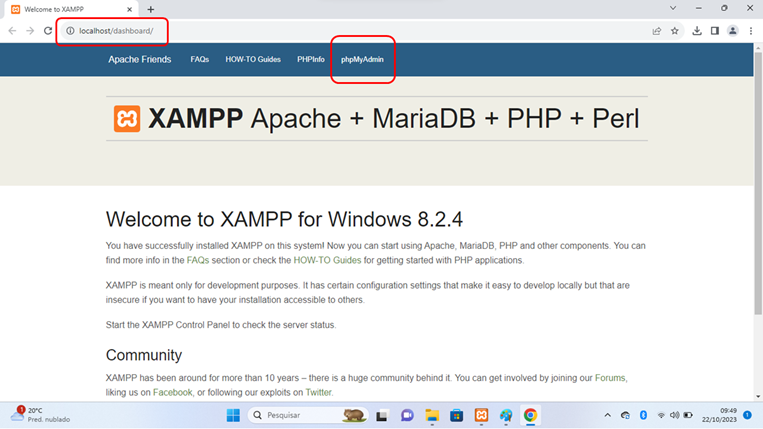 Welcome to XAMPP
localhost/dashboard/
Apache Friends FAQs HOW-TO Guides PHPInfo phpMyAdmin
XAMPP Apache + MariaDB + PHP + Perl
Welcome to XAMPP for Windows 8.2.4
You have successfully installed XAMPP on this system! Now you can start using Apache, MariaDB, PHP and other components. You can
find more info in the FAQs section or check the HOW-TO Guides for getting started with PHP applications.
XAMPP is meant only for development purposes. It has certain configuration settings that make it easy to develop locally but that are
insecure if you want to have your installation accessible to others.
Start the XAMPP Control Panel to check the server status.
Community
XAMPP has been around for more than 10 years – there is a huge community behind it. You can get involved by joining our Forums,
liking us on Facebook, or following our exploits on Twitter.
1
20°C
Pred. nublado
Pesquisar
09:49
22/10/2023
1